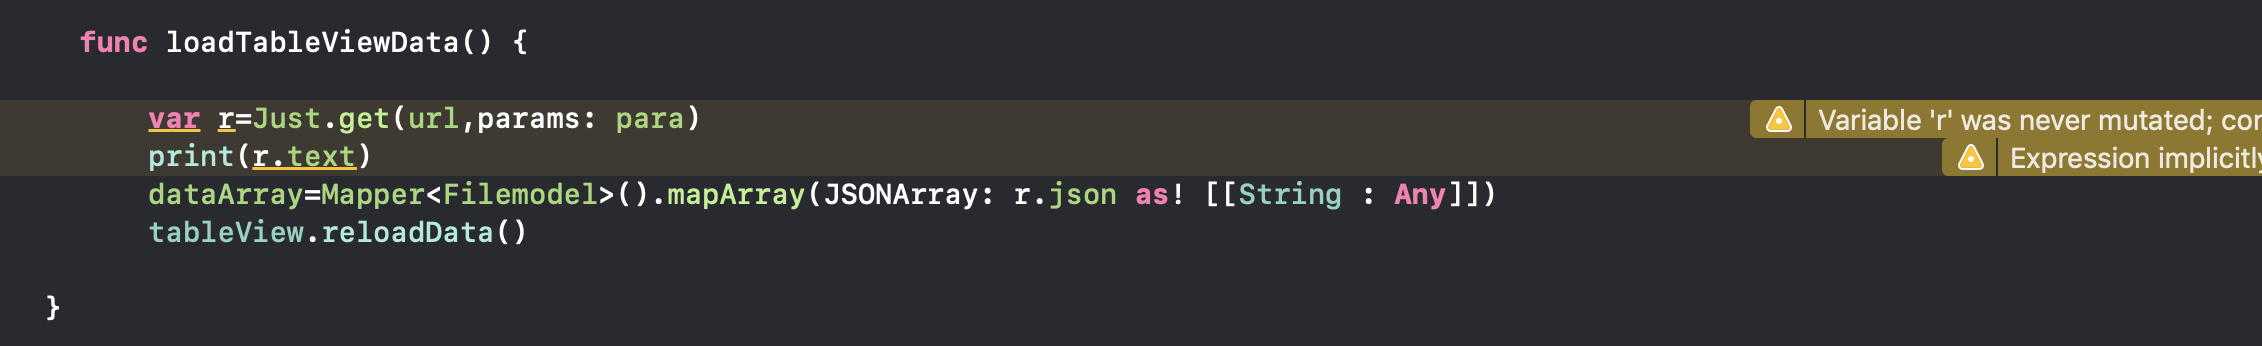 func loadTableViewData() {
var r=Just.get(url,params: para)
Variable 'r' was never mutated; con
print(r.text)
Expression implicitly
dataArray=Mapper<Filemodel>().mapArray(JSONArray: r.json as! [[String : Any]])
tableView.reloadData()
}